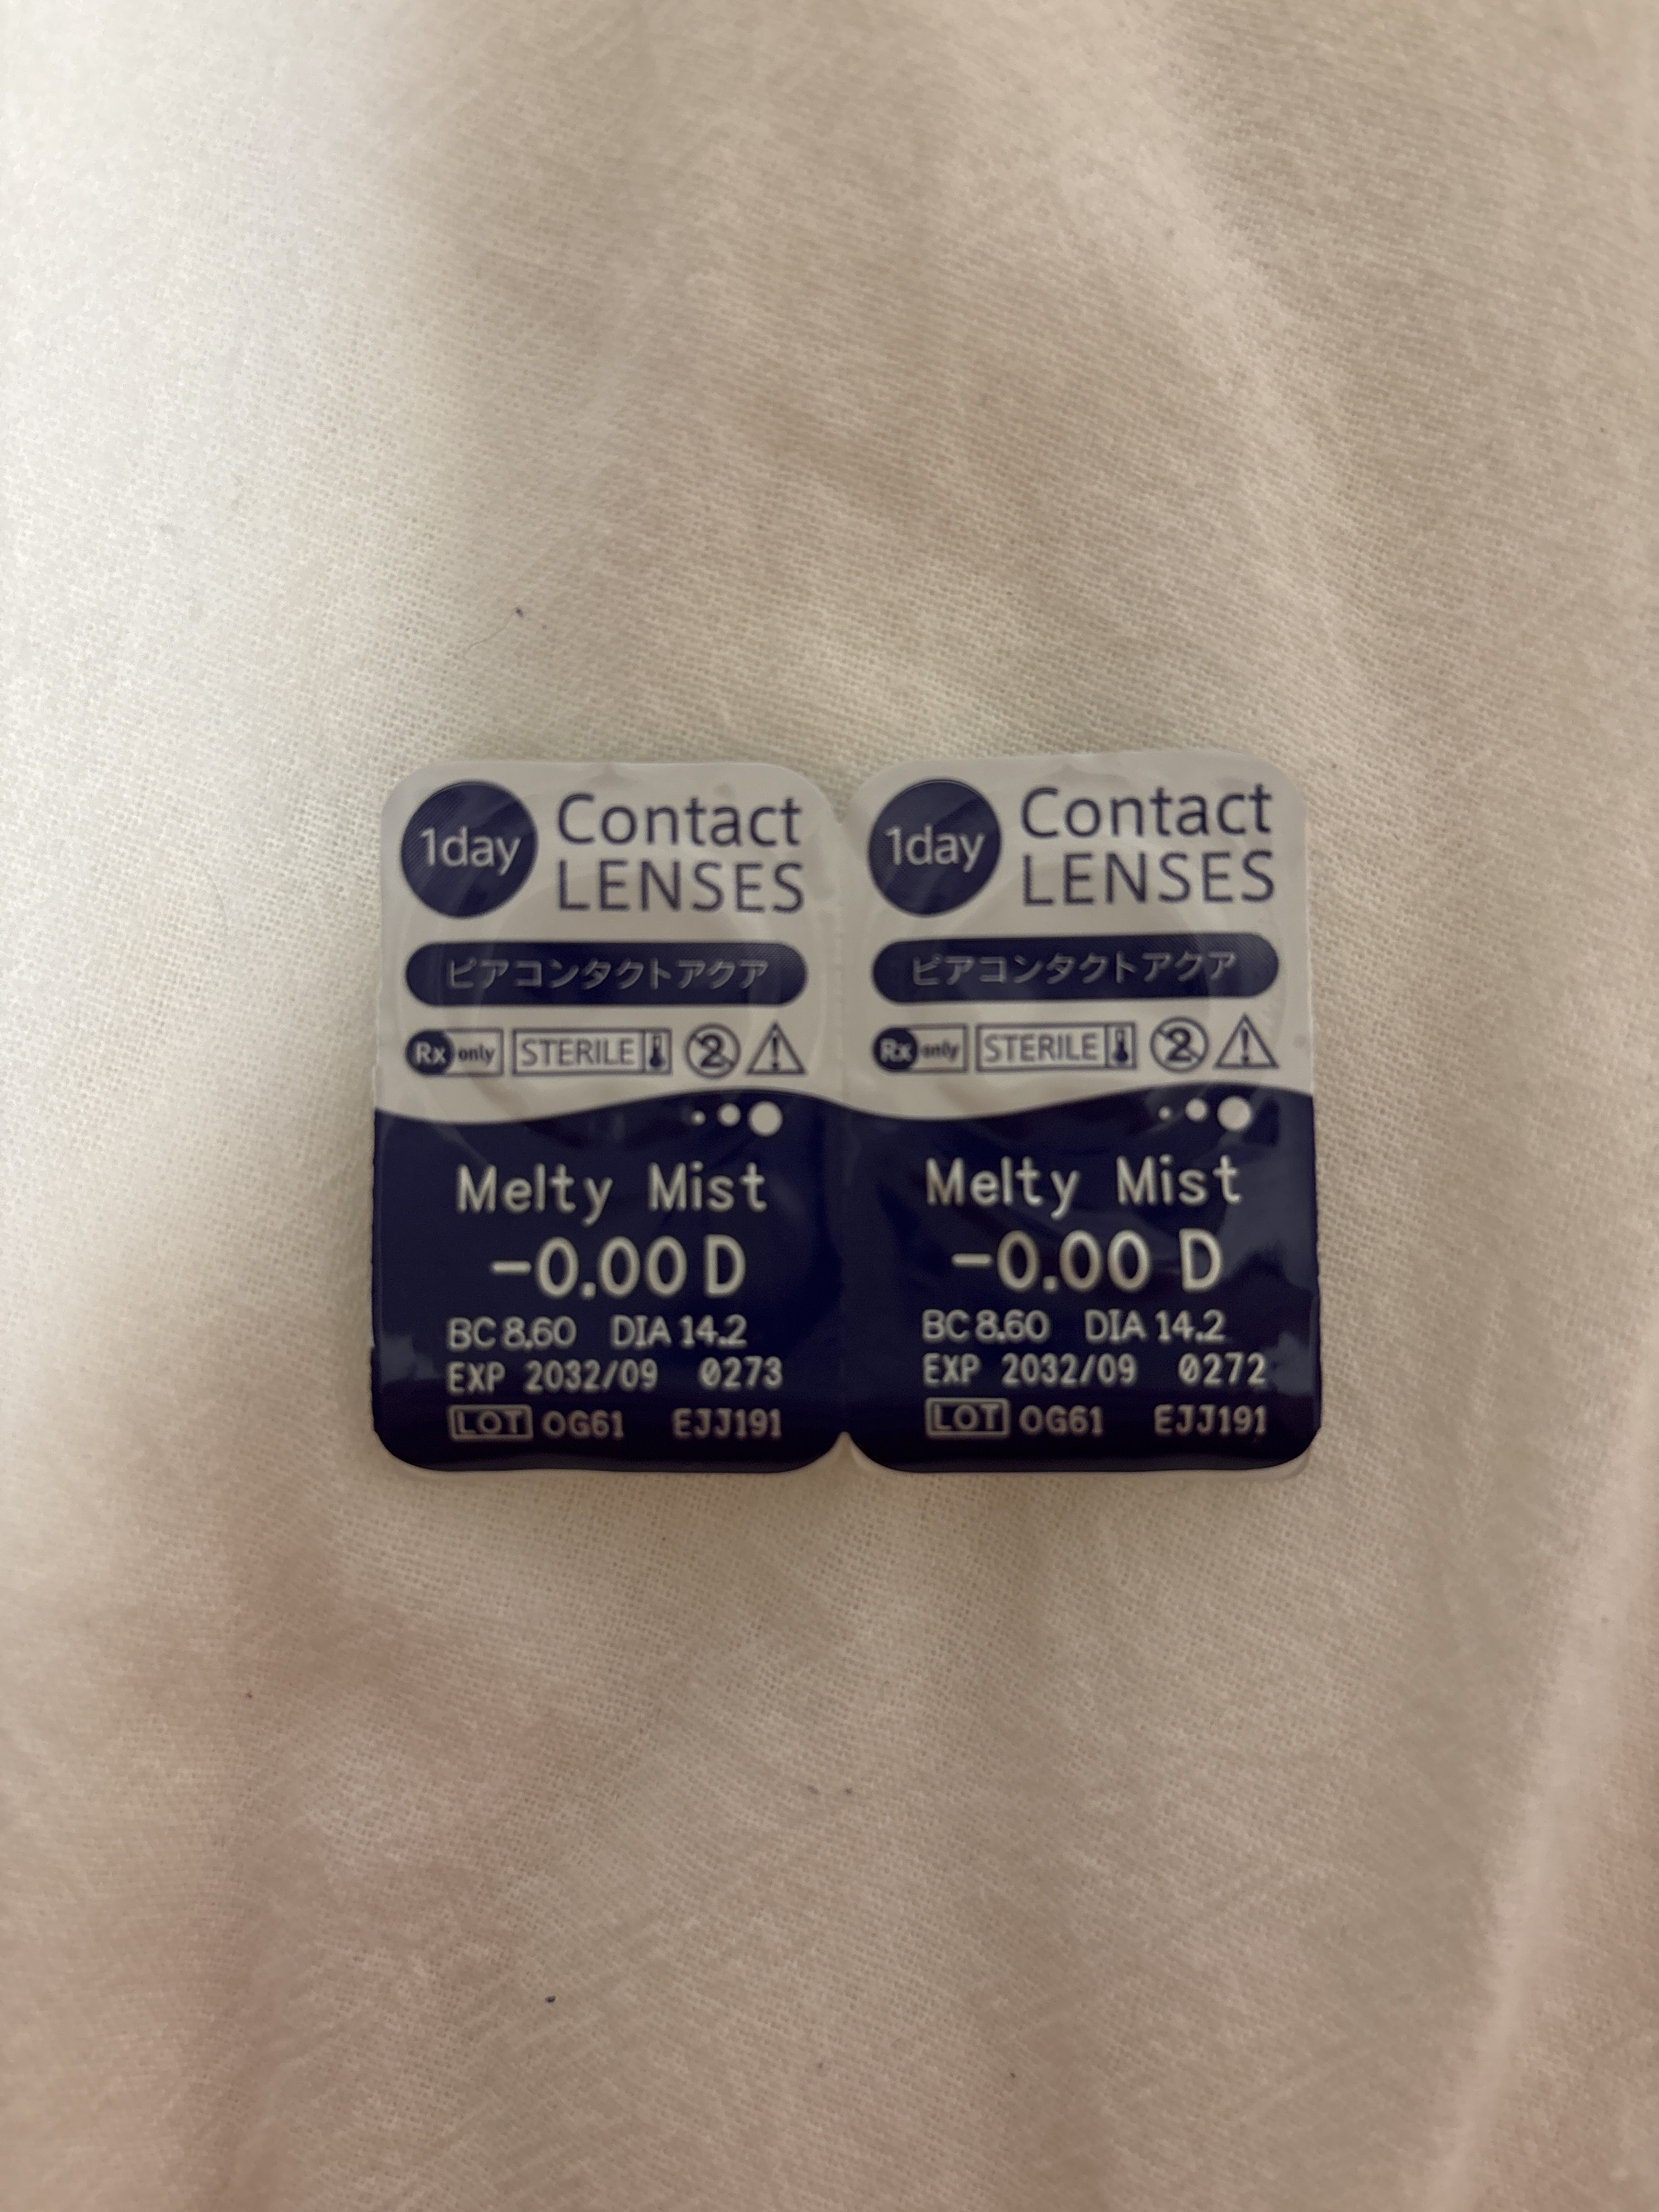 1day
Contact
LENSES
ピアコンタクトアクア
Rx only STERILE 2
Melty Mist
-0.00 D
BC 8.60 DIA 14.2
EXP 2032/09 0273
LOT OG61 EJJ191
1day
Contact
LENSES
ピアコンタクトアクア
Rx only STERILE 2
Melty Mist
-0.00 D
BC 8.60 DIA 14.2
EXP 2032/09 0272
LOT OG61 EJJ191